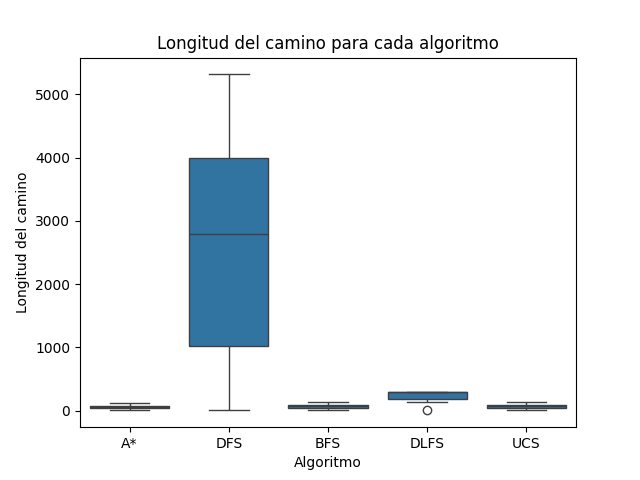 Longitud del camino para cada algoritmo
Longitud del camino
5000
4000
3000
2000
1000
0
A* DFS BFS DLFS UCS
Algoritmo